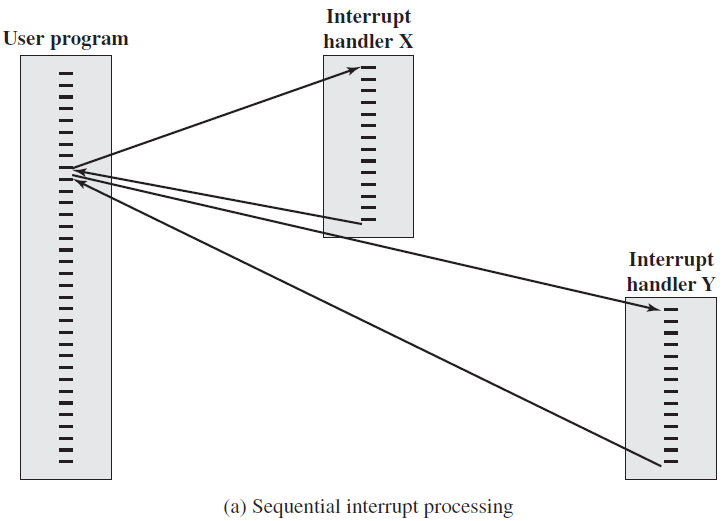 User program
Interrupt
handler X
Interrupt
handler Y
(a) Sequential interrupt processing